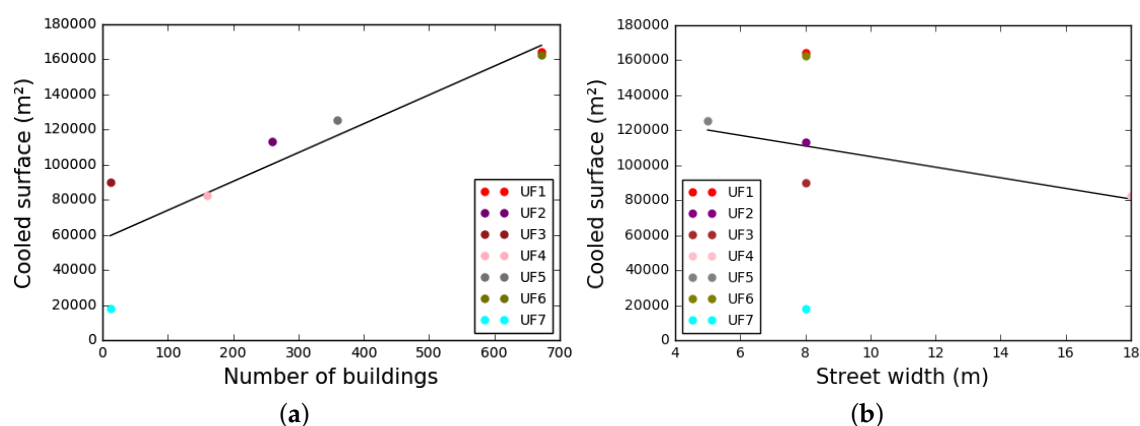 180000
160000
140000
120000
100000
80000
60000
40000
20000
0
Cooled surface (m²)
UF1
UF2
UF3
UF4
UF5
UF6
UF7
0 100 200 300 400 500 600 700
Number of buildings
(a)
180000
160000
140000
120000
100000
80000
60000
40000
20000
0
Cooled surface (m²)
UF1
UF2
UF3
UF4
UF5
UF6
UF7
4 6 8 10 12 14 16 18
Street width (m)
(b)